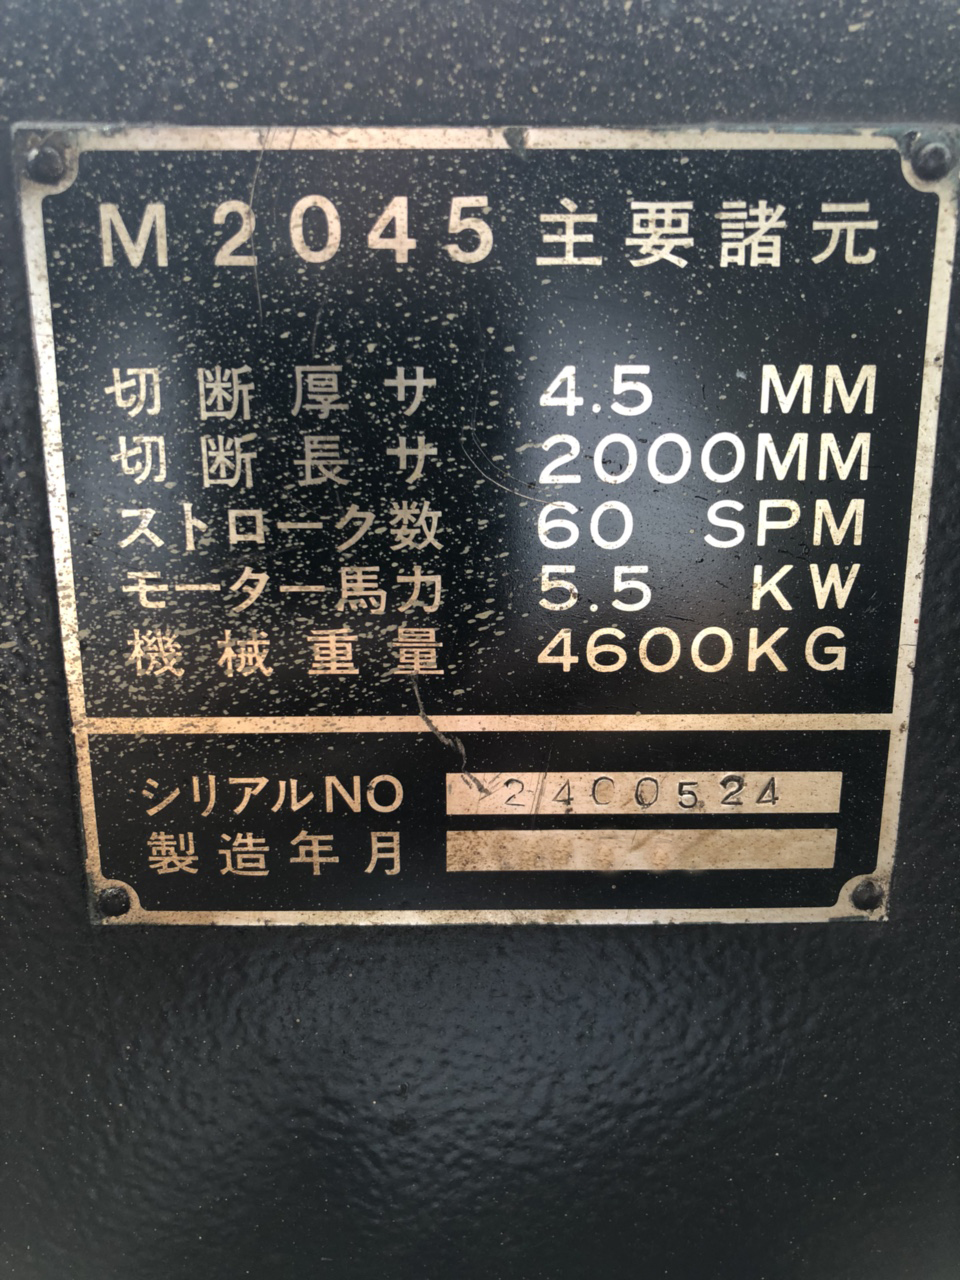 M2045 主要諸元
切断厚サ 4.5 MM
切断長サ 2000MM
ストローク数 60 SPM
モーター馬力 5.5 KW
機械重量 4600KG
シリアルNO 2400524
製造年月